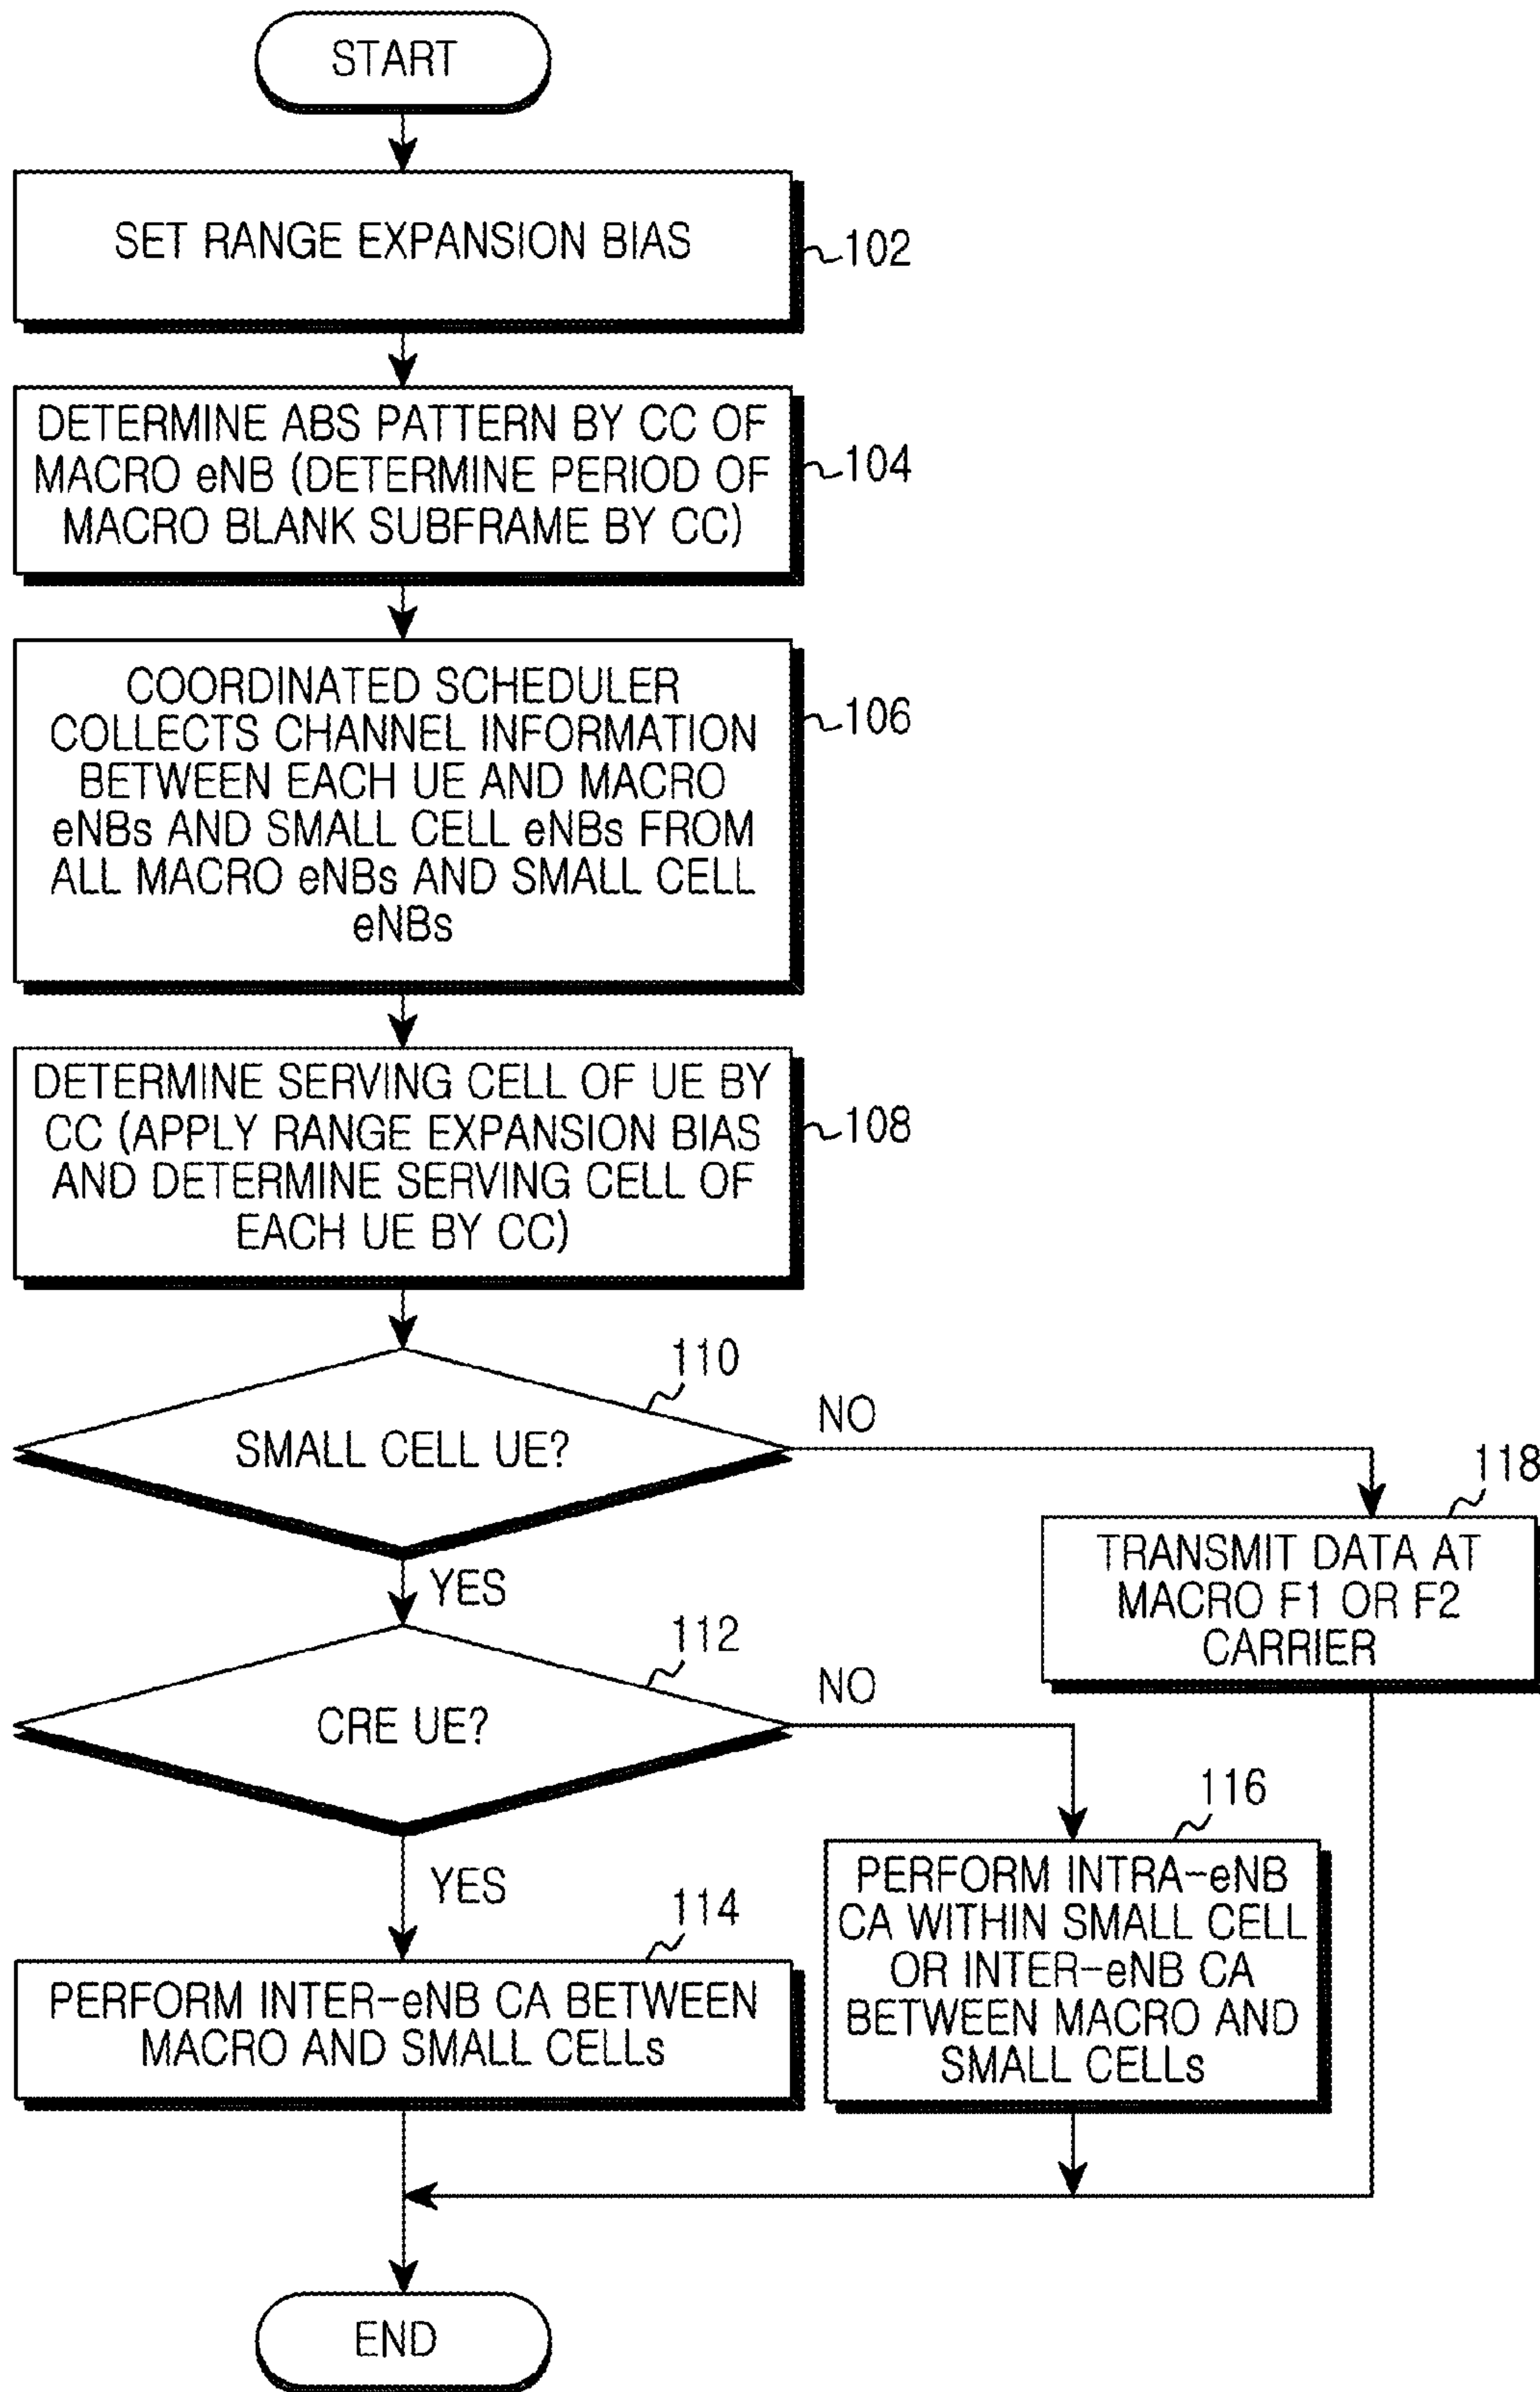 START
SET RANGE EXPANSION BIAS
102
DETERMINE ABS PATTERN BY CC OF
MACRO eNB (DETERMINE PERIOD OF
MACRO BLANK SUBFRAME BY CC)
104
COORDINATED SCHEDULER
COLLECTS CHANNEL INFORMATION
BETWEEN EACH UE AND MACRO
eNBs AND SMALL CELL eNBs FROM
ALL MACRO eNBs AND SMALL CELL
eNBs
106
DETERMINE SERVING CELL OF UE BY
CC (APPLY RANGE EXPANSION BIAS
AND DETERMINE SERVING CELL OF
EACH UE BY CC)
108
110
SMALL CELL UE?
NO
YES
118
TRANSMIT DATA AT
MACRO F1 OR F2
CARRIER
112
CRE UE?
NO
YES
116
PERFORM INTRA-eNB
CA WITHIN SMALL CELL
OR INTER-eNB CA
BETWEEN MACRO AND
SMALL CELLs
114
PERFORM INTER-eNB CA BETWEEN
MACRO AND SMALL CELLs
END